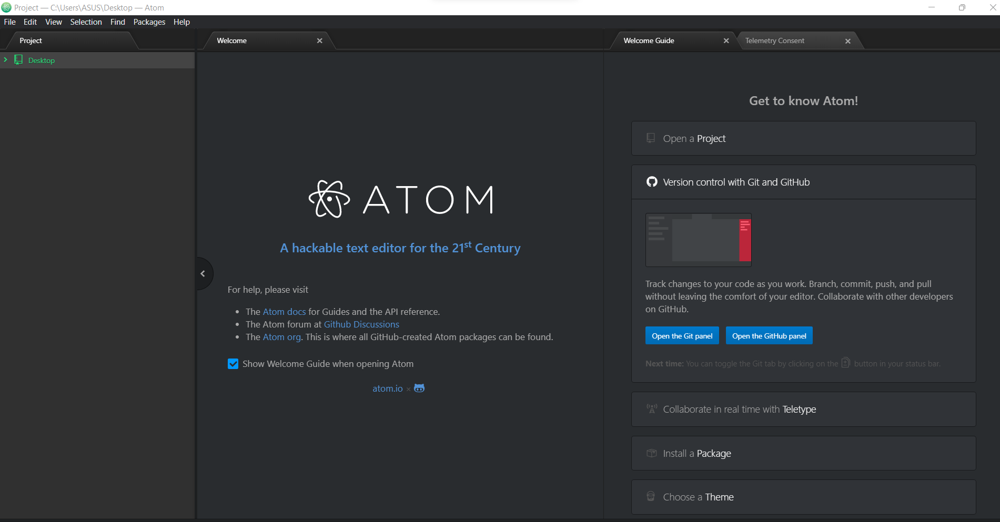 Project — C:\Users\ASUS\Desktop — Atom
File Edit View Selection Find Packages Help
Project
Welcome
Welcome Guide
Telemetry Consent
Desktop
ATOM
A hackable text editor for the 21st Century
For help, please visit
The Atom docs for Guides and the API reference.
The Atom forum at Github Discussions
The Atom org. This is where all GitHub-created Atom packages can be found.
Show Welcome Guide when opening Atom
atom.io ×
Get to know Atom!
Open a Project
Version control with Git and GitHub
Track changes to your code as you work. Branch, commit, push, and pull
without leaving the comfort of your editor. Collaborate with other developers
on GitHub.
Open the Git panel
Open the GitHub panel
Next time: You can toggle the Git tab by clicking on the button in your status bar.
Collaborate in real time with Teletype
Install a Package
Choose a Theme